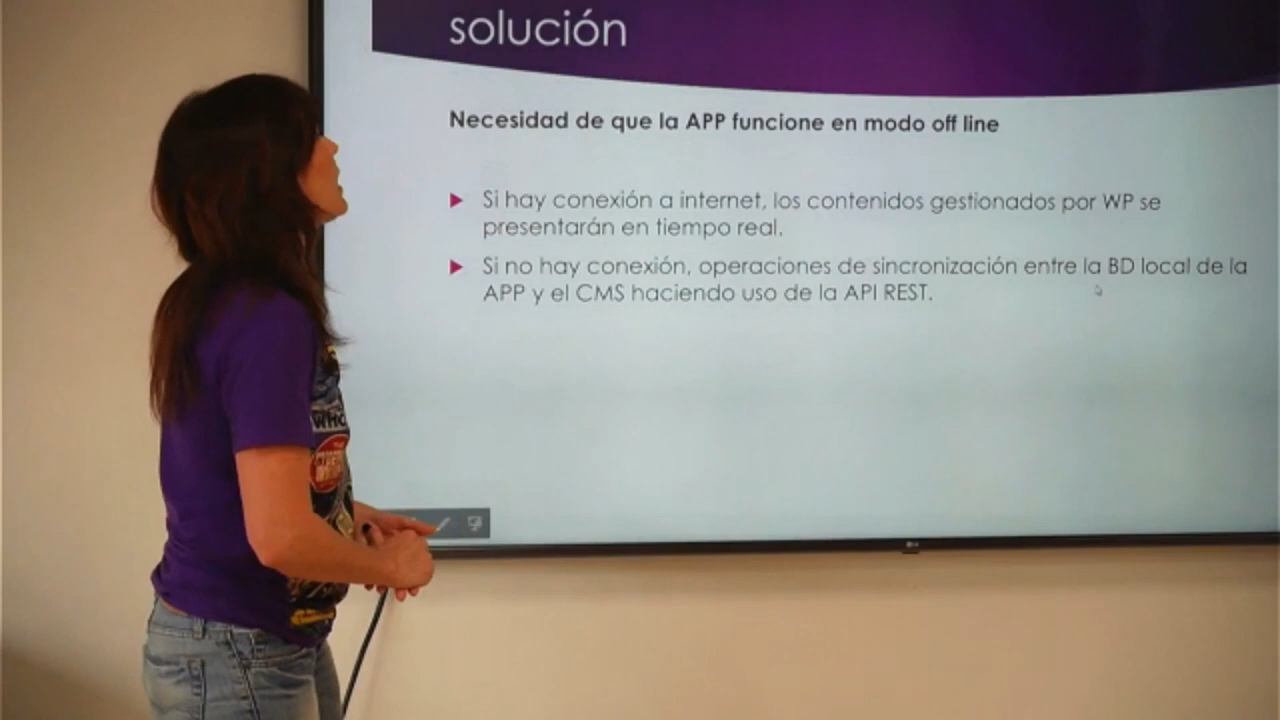 solución
Necesidad de que la APP funcione en modo off line
Si hay conexión a internet, los contenidos gestionados por WP se
presentarán en tiempo real.
Si no hay conexión, operaciones de sincronización entre la BD local de la
APP y el CMS haciendo uso de la API REST.
WHO
LG